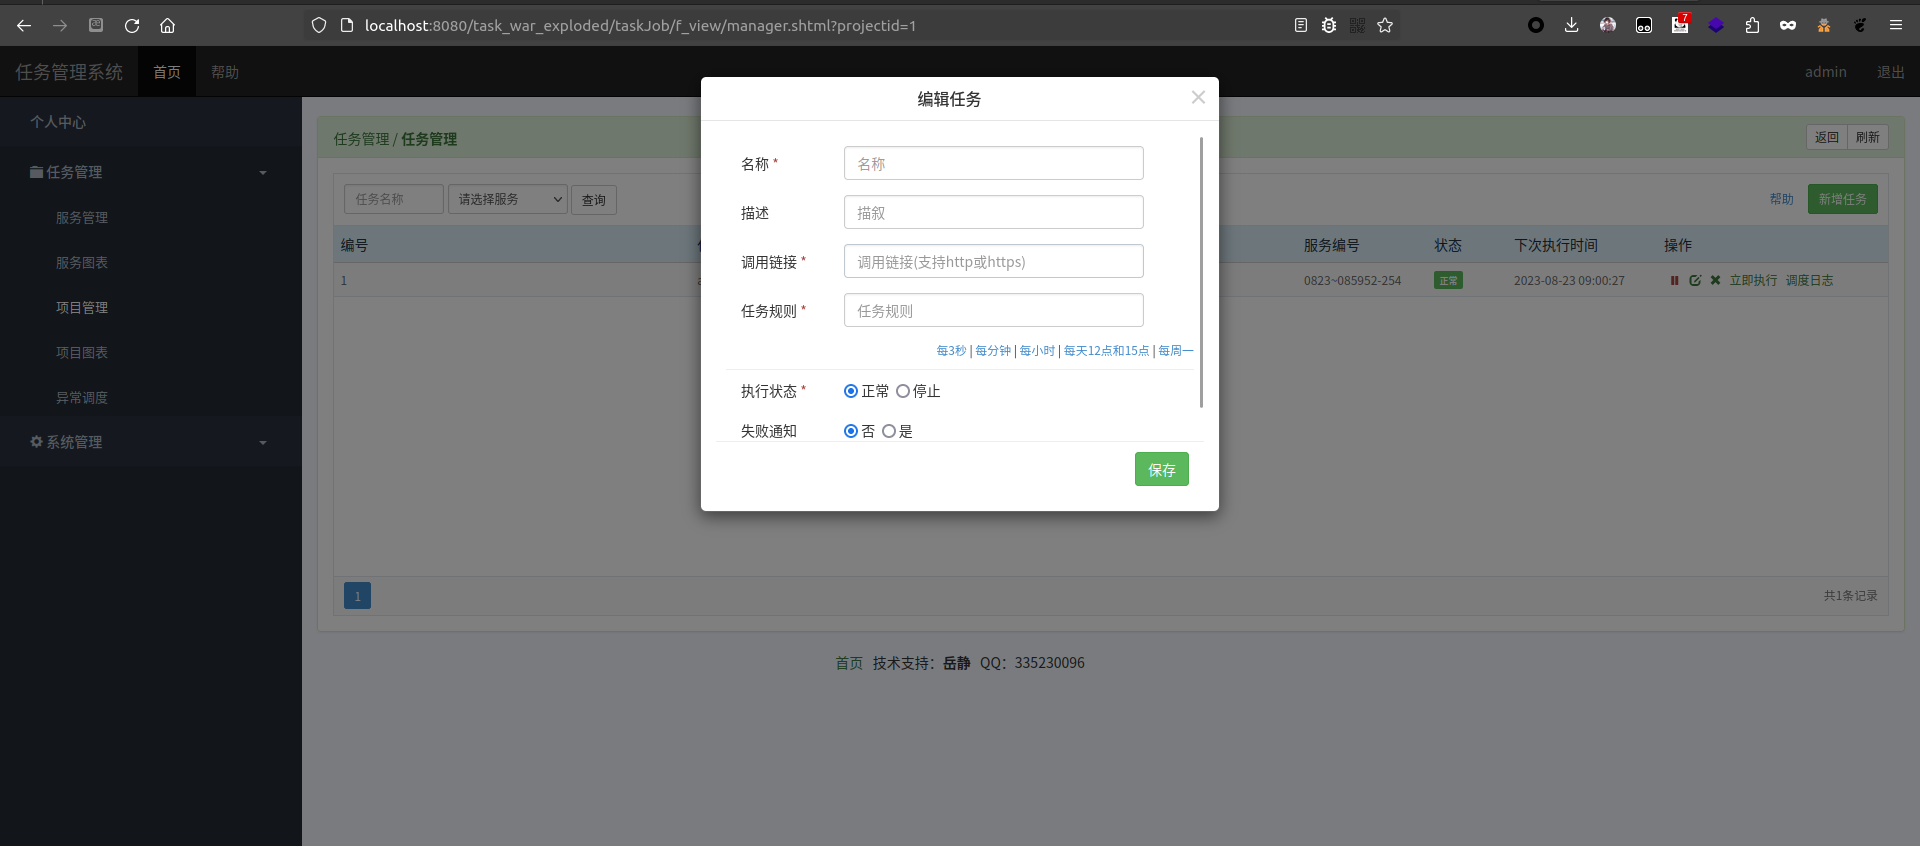 localhost:8080/task_war_exploded/taskJob/f_view/manager.shtml?projectid=1
7
任务管理系统 首页 帮助 admin 退出
个人中心
任务管理
服务管理
服务图表
项目管理
项目图表
异常调度
系统管理
任务管理 / 任务管理 返回 刷新
任务名称 请选择服务 查询 帮助 新增任务
编号 服务编号 状态 下次执行时间 操作
1 0823~085952-254 正常 2023-08-23 09:00:27 立即执行 调度日志
1 共1条记录
编辑任务
名称 * 名称
描述 描叙
调用链接 * 调用链接(支持http或https)
任务规则 * 任务规则
每3秒 | 每分钟 | 每小时 | 每天12点和15点 | 每周一
执行状态 * 正常 停止
失败通知 否 是
保存
首页 技术支持：岳静 QQ：335230096